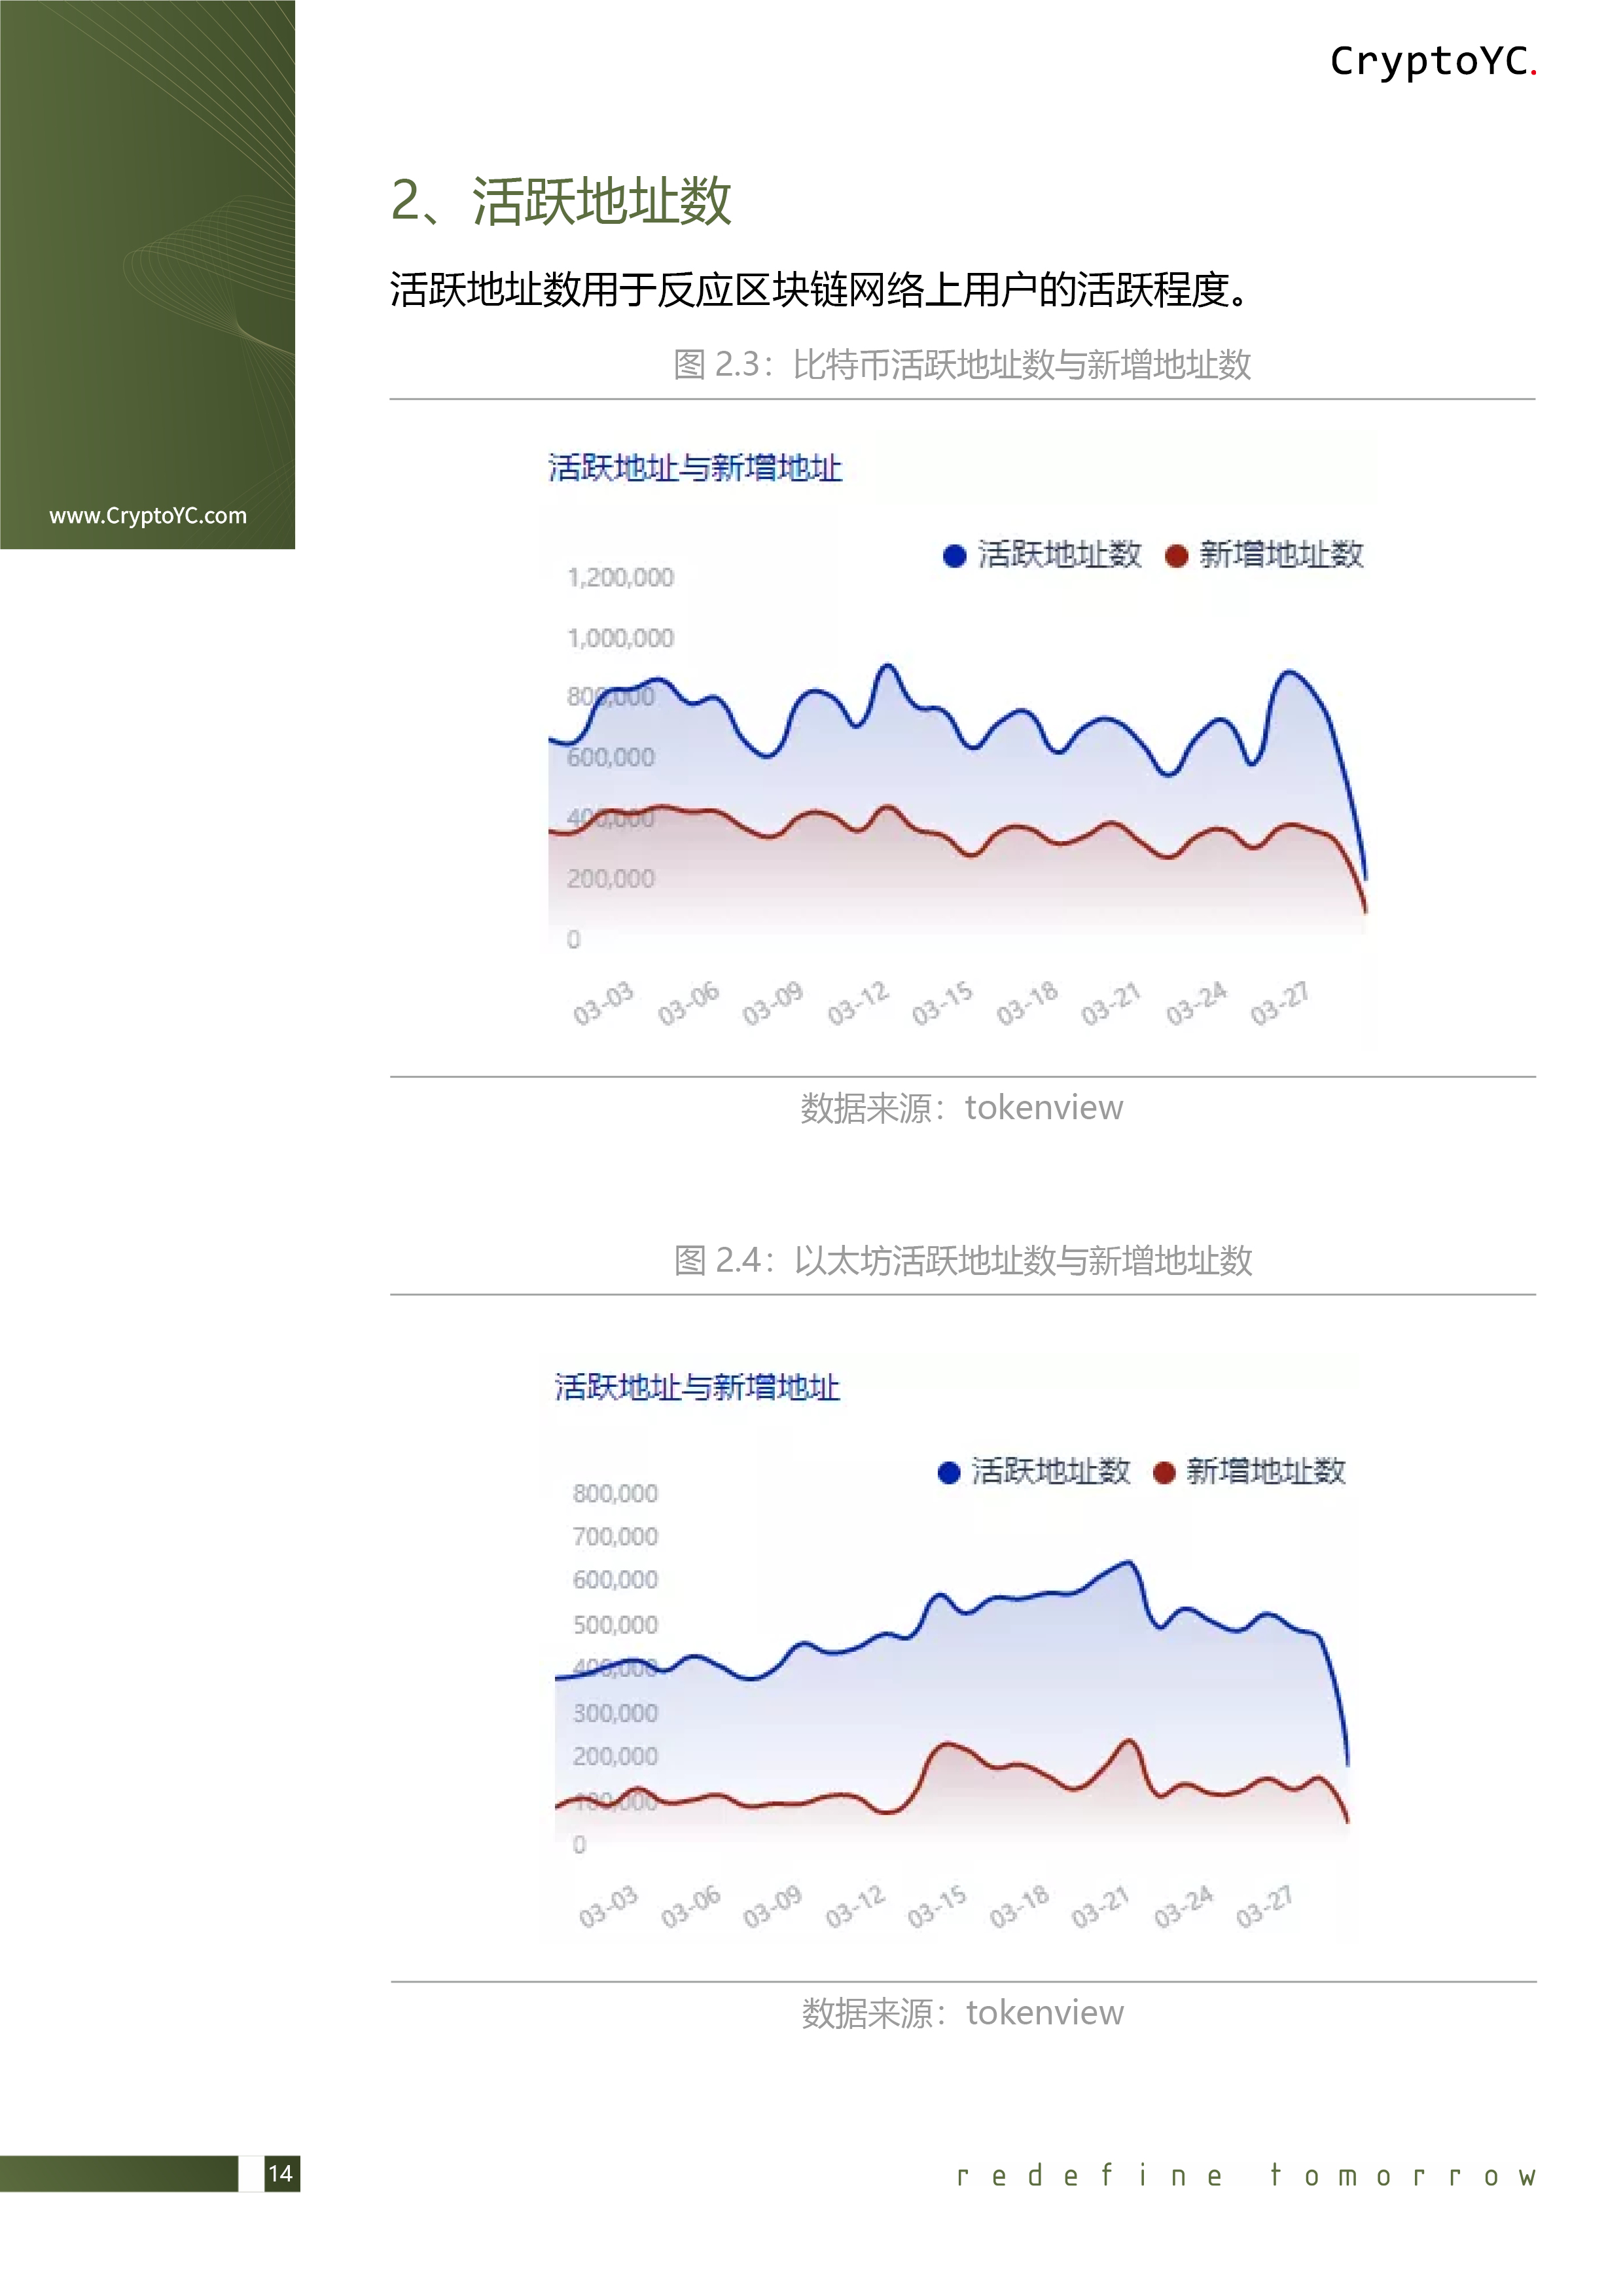 CryptoYC.
www.CryptoYC.com
2、活跃地址数
活跃地址数用于反应区块链网络上用户的活跃程度。
图 2.3：比特币活跃地址数与新增地址数
活跃地址与新增地址
活跃地址数 新增地址数
1,200,000
1,000,000
800,000
600,000
400,000
200,000
0
03-03 03-06 03-09 03-12 03-15 03-18 03-21 03-24 03-27
数据来源：tokenview
图 2.4：以太坊活跃地址数与新增地址数
活跃地址与新增地址
活跃地址数 新增地址数
800,000
700,000
600,000
500,000
400,000
300,000
200,000
100,000
0
03-03 03-06 03-09 03-12 03-15 03-18 03-21 03-24 03-27
数据来源：tokenview
14
redefine tomorrow